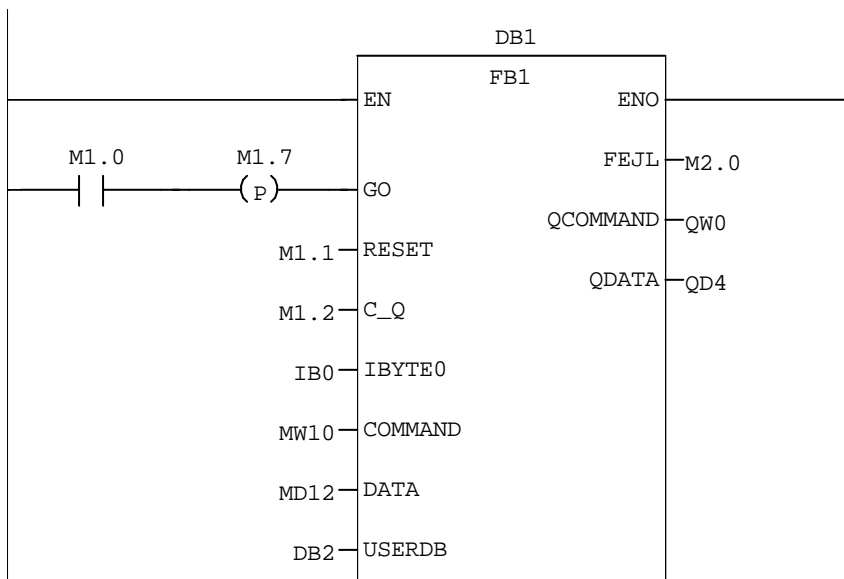 DB1
FB1
EN ENO
M1.0 M1.7 FEJL M2.0
P GO
QCOMMAND QW0
M1.1 RESET
QDATA QD4
M1.2 C_Q
IB0 IBYTE0
MW10 COMMAND
MD12 DATA
DB2 USERDB